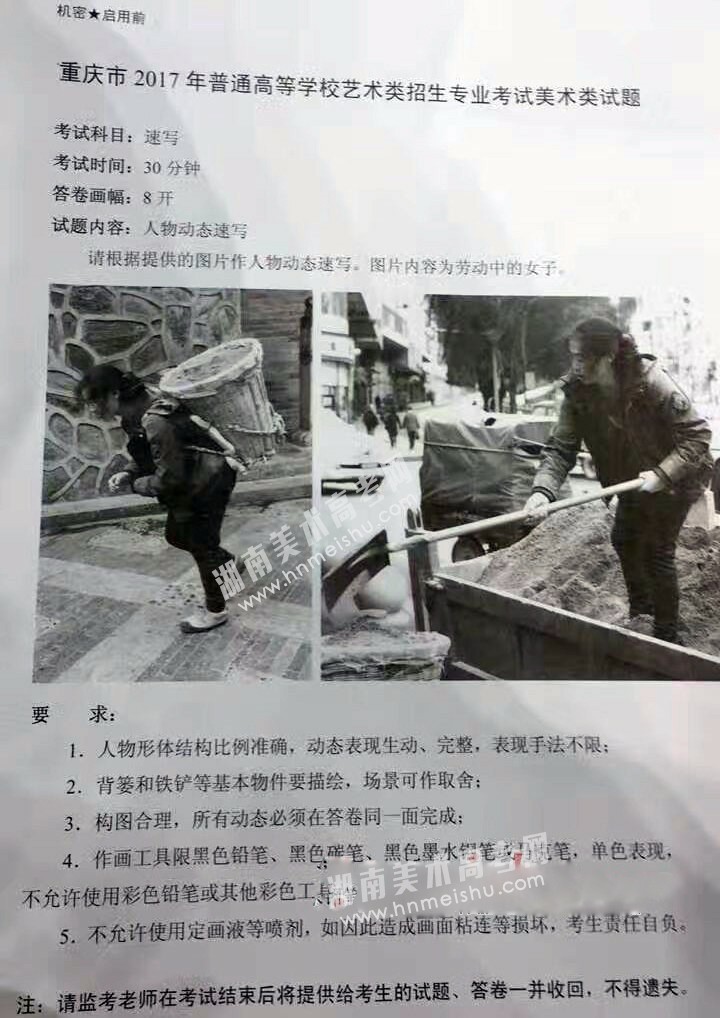 机密★启用前
重庆市 2017 年普通高等学校艺术类招生专业考试美术类试题
考试科目：速写
考试时间：30 分钟
答卷画幅：8 开
试题内容：人物动态速写
请根据提供的图片作人物动态速写。图片内容为劳动中的女子。
湖南美术高考网
www.hnmeishu.com
要 求：
1．人物形体结构比例准确，动态表现生动、完整，表现手法不限；
2．背篓和铁铲等基本物件要描绘，场景可作取舍；
3．构图合理，所有动态必须在答卷同一面完成；
4．作画工具限黑色铅笔、黑色碳笔、黑色墨水钢笔或马克笔，单色表现，
不允许使用彩色铅笔或其他彩色工具
湖南美术高考网
www.hnmeishu.com
5．不允许使用定画液等喷剂，如因此造成画面粘连等损坏，考生责任自负。
注：请监考老师在考试结束后将提供给考生的试题、答卷一并收回，不得遗失。